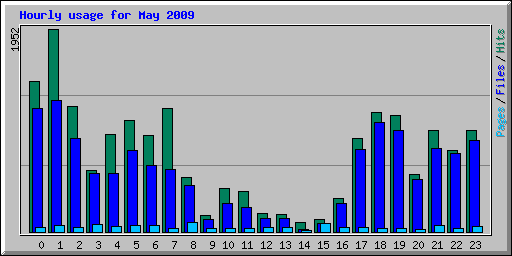 Hourly usage for May 2009
1952
Pages/Files/Hits
0 1 2 3 4 5 6 7 8 9 10 11 12 13 14 15 16 17 18 19 20 21 22 23